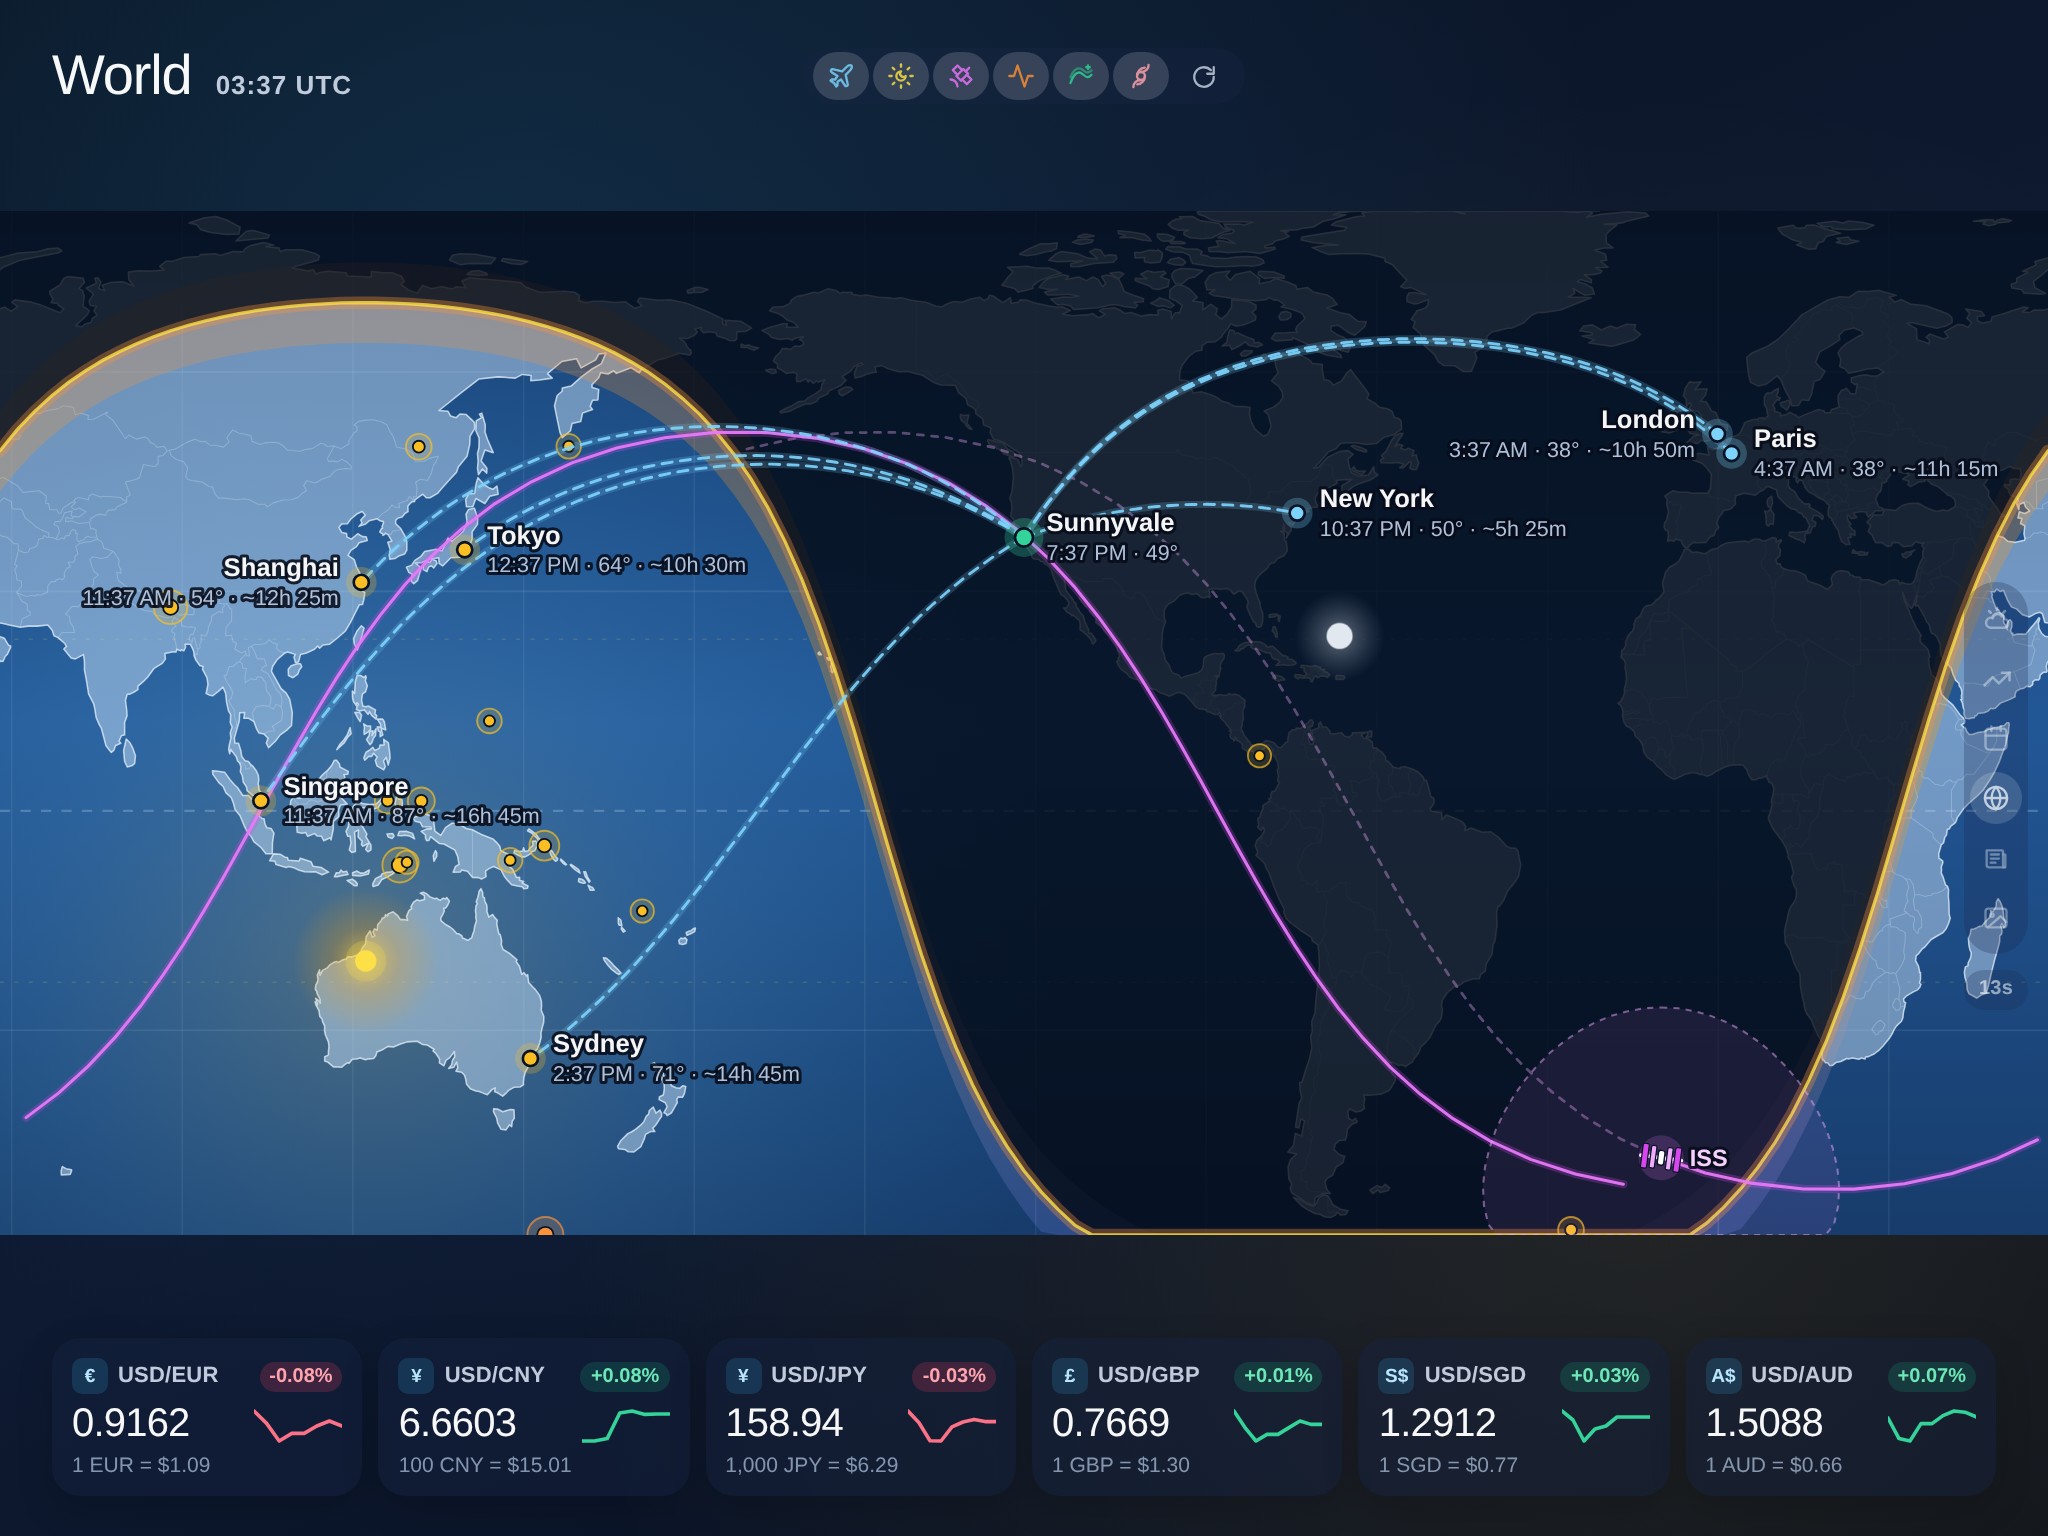 World 03:37 UTC
London
3:37 AM · 38° · ~10h 50m
Paris
4:37 AM · 38° · ~11h 15m
New York
10:37 PM · 50° · ~5h 25m
Sunnyvale
7:37 PM · 49°
Tokyo
12:37 PM · 64° · ~10h 30m
Shanghai
11:37 AM · 54° · ~12h 25m
Singapore
11:37 AM · 87° · ~16h 45m
13s
Sydney
2:37 PM · 71° · ~14h 45m
ISS
€ USD/EUR -0.08%
0.9162
1 EUR = $1.09
¥ USD/CNY +0.08%
6.6603
100 CNY = $15.01
¥ USD/JPY -0.03%
158.94
1,000 JPY = $6.29
£ USD/GBP +0.01%
0.7669
1 GBP = $1.30
S$ USD/SGD +0.03%
1.2912
1 SGD = $0.77
A$ USD/AUD +0.07%
1.5088
1 AUD = $0.66